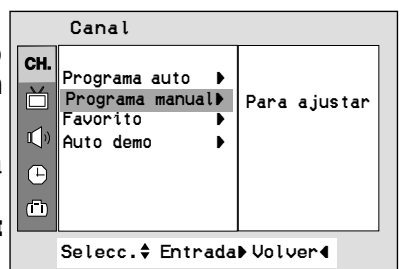 Canal
CH.
Programa auto
Programa manual
Para ajustar
Favorito
Auto demo
Selecc. Entrada Volver